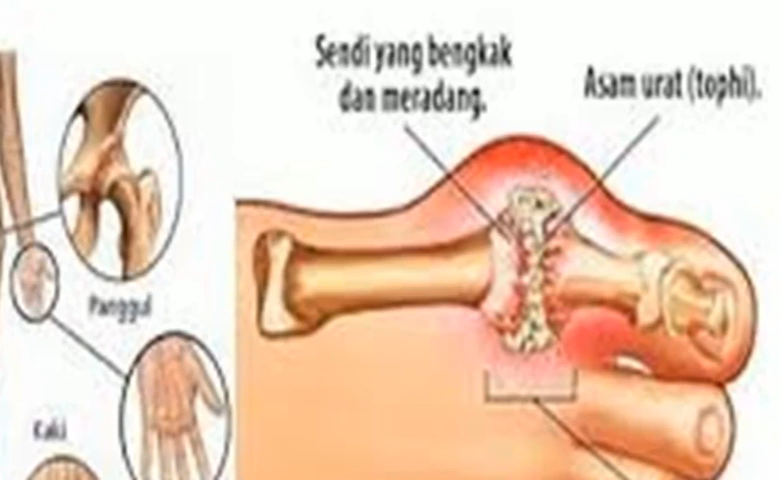 Sendi yang bengkak
dan meradang.
Asam urat (tophi).
Panggul
Kaki